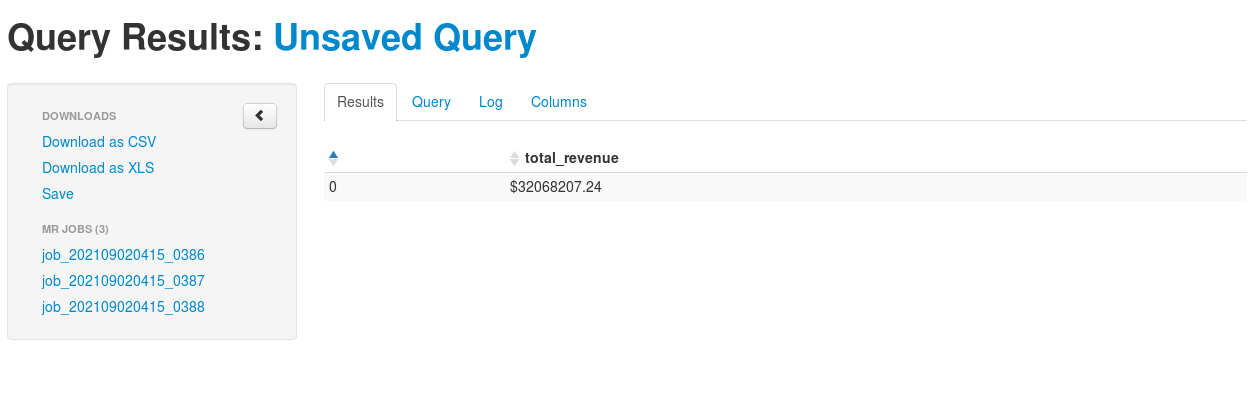 Query Results: Unsaved Query
DOWNLOADS
Download as CSV
Download as XLS
Save
MR JOBS (3)
job_202109020415_0386
job_202109020415_0387
job_202109020415_0388
Results Query Log Columns
total_revenue
0 $32068207.24